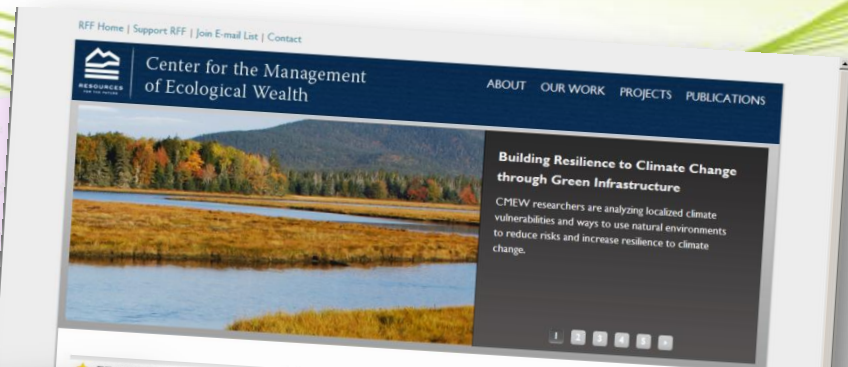 RFF Home | Support RFF | Join E-mail List | Contact
RESOURCES
FOR THE FUTURE
Center for the Management
of Ecological Wealth
ABOUT OUR WORK PROJECTS PUBLICATIONS
Building Resilience to Climate Change
through Green Infrastructure
CMEW researchers are analyzing localized climate
vulnerabilities and ways to use natural environments
to reduce risks and increase resilience to climate
change.
1 2 3 4 5 >